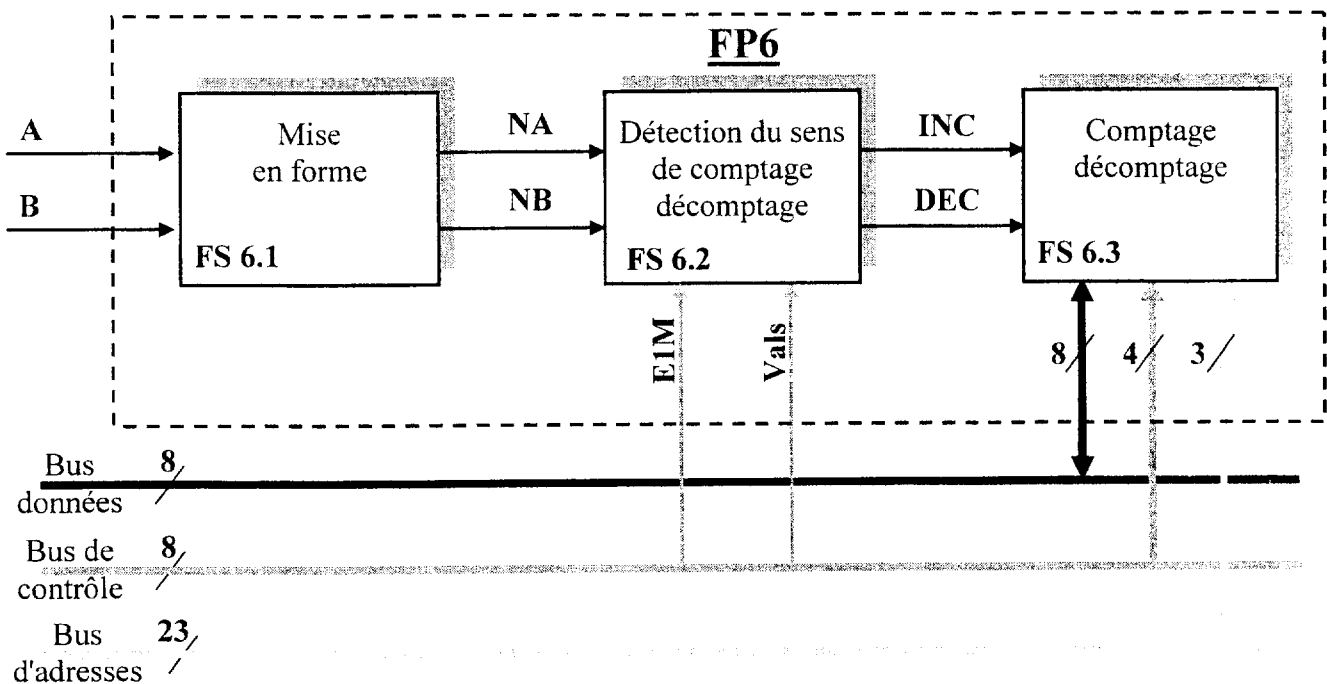 FP6
A
B
Mise
en forme
FS 6.1
NA
NB
Détection du sens
de comptage
décomptage
FS 6.2
INC
DEC
Comptage
décomptage
FS 6.3
E1M
Vals
8/
4/
3/
Bus
données
8/
Bus de
contrôle
8/
Bus
d'adresses
23/